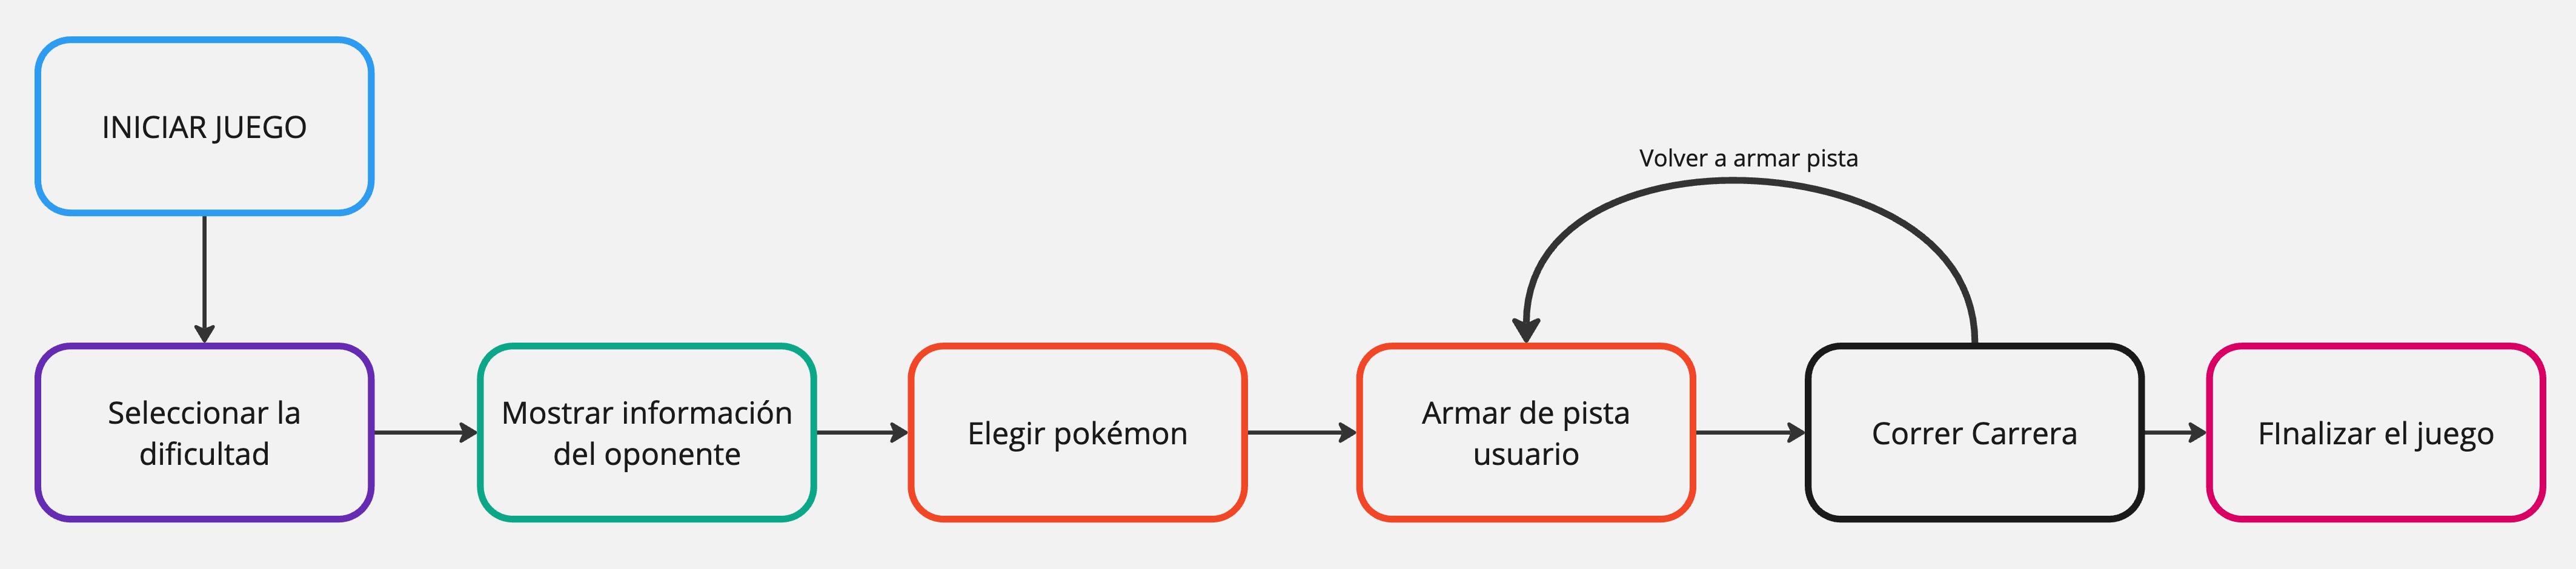 INICIAR JUEGO
Volver a armar pista
Seleccionar la
dificultad
Mostrar información
del oponente
Elegir pokémon
Armar de pista
usuario
Correr Carrera
FInalizar el juego